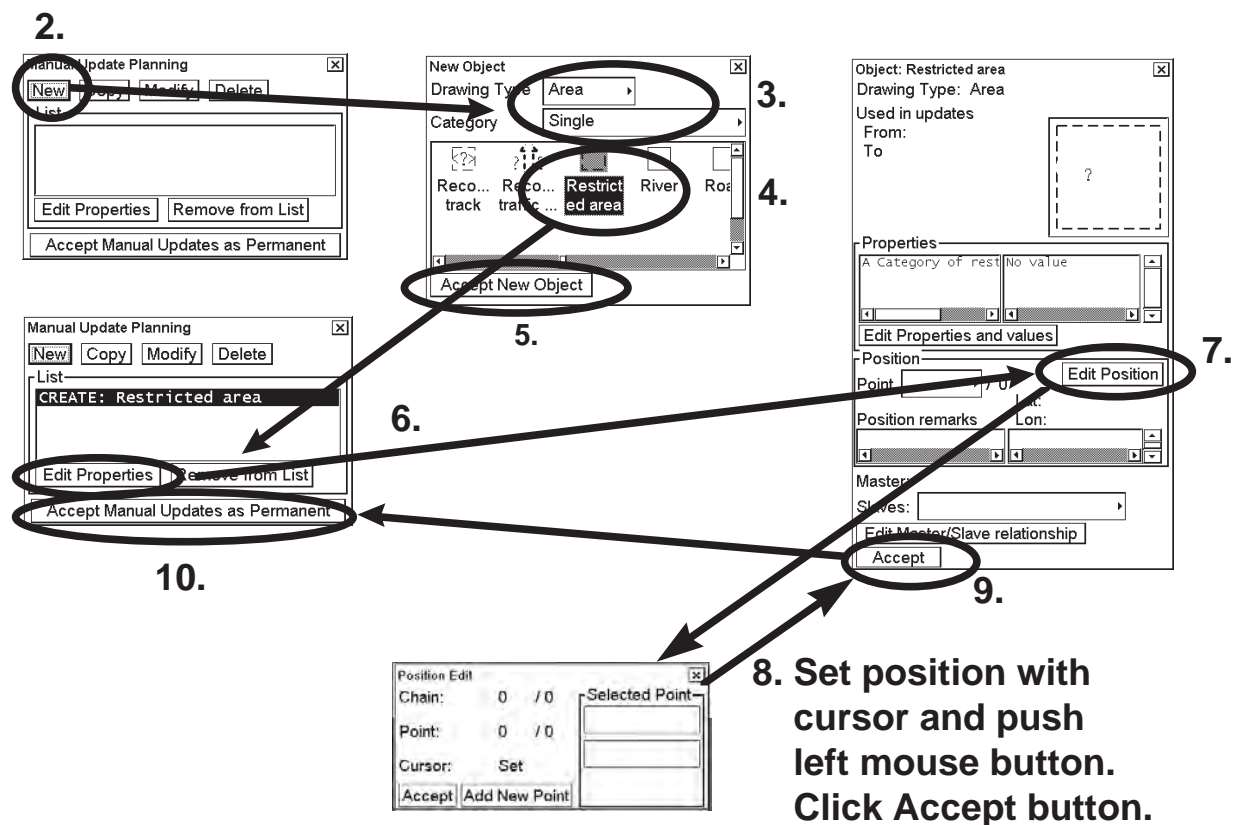 2.
Manual Update Planning
New Copy Modify Delete
List
Edit Properties Remove from List
Accept Manual Updates as Permanent
New Object
Drawing Type Area
3.
Category Single
<?> ?
Reco... Reco... Restrict River Roa
track traffic ... ed area
4.
Accept New Object
5.
Object: Restricted area
Drawing Type: Area
Used in updates
From:
To
?
Properties
A Category of rest No value
Edit Properties and values
Position
7.
Point / 0 Edit Position
Lat:
Position remarks Lon:
Master:
Slaves:
Edit Master/Slave relationship
Accept
9.
Manual Update Planning
New Copy Modify Delete
List
CREATE: Restricted area
6.
Edit Properties Remove from List
Accept Manual Updates as Permanent
10.
Position Edit
Chain: 0 / 0 Selected Point
Point: 0 / 0
Cursor: Set
Accept Add New Point
8. Set position with
cursor and push
left mouse button.
Click Accept button.